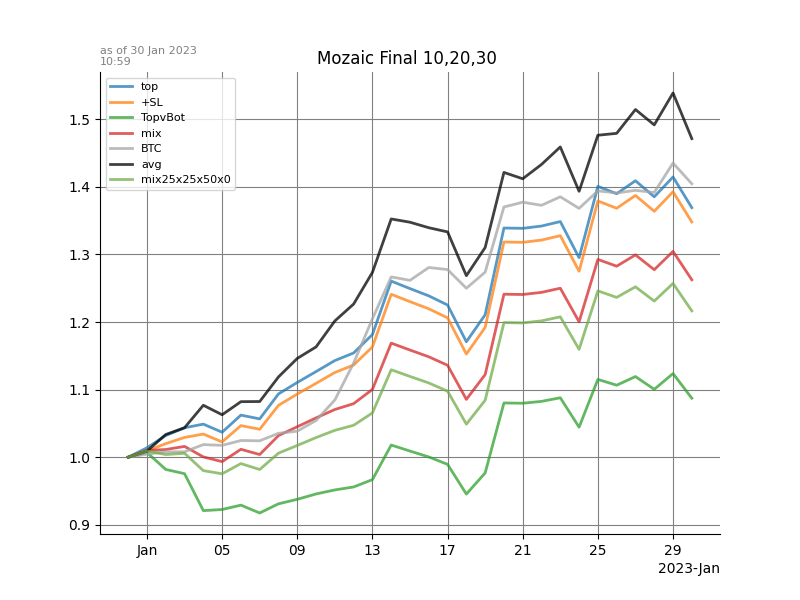 as of 30 Jan 2023
10:59
Mozaic Final 10,20,30
top
+SL
TopvBot
mix
BTC
avg
mix25x25x50x0
1.5
1.4
1.3
1.2
1.1
1.0
0.9
Jan 05 09 13 17 21 25 29
2023-Jan